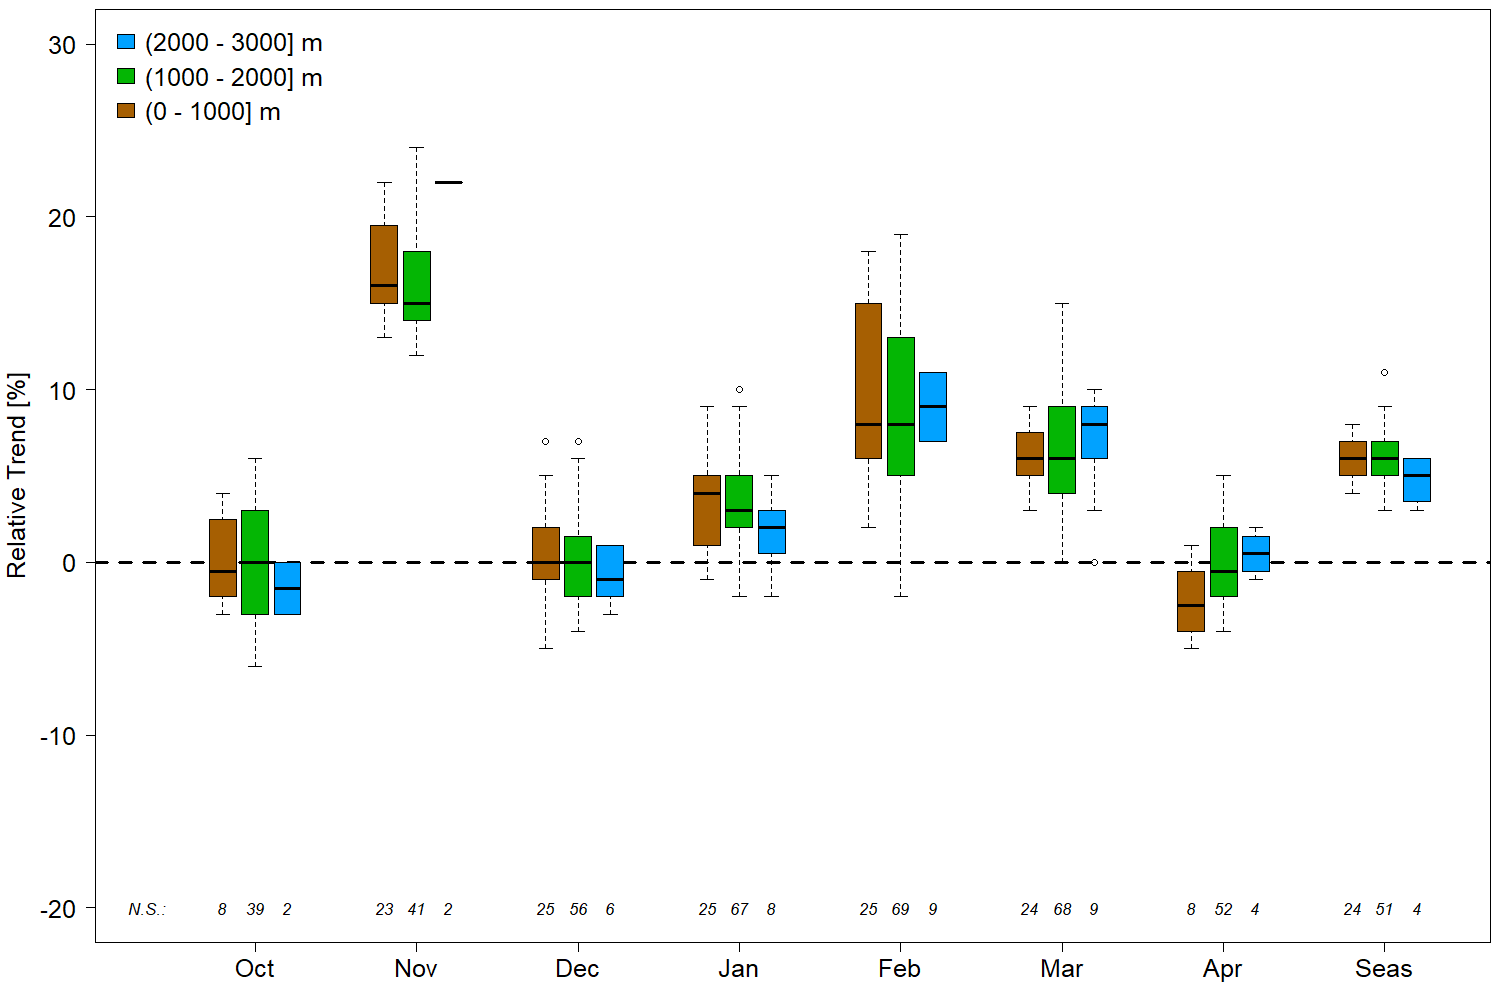 30
20
10
0
-10
-20
Relative Trend [%]
(2000 - 3000] m
(1000 - 2000] m
(0 - 1000] m
N.S.: 8 39 2 23 41 2 25 56 6 25 67 8 25 69 9 24 68 9 8 52 4 24 51 4
Oct Nov Dec Jan Feb Mar Apr Seas